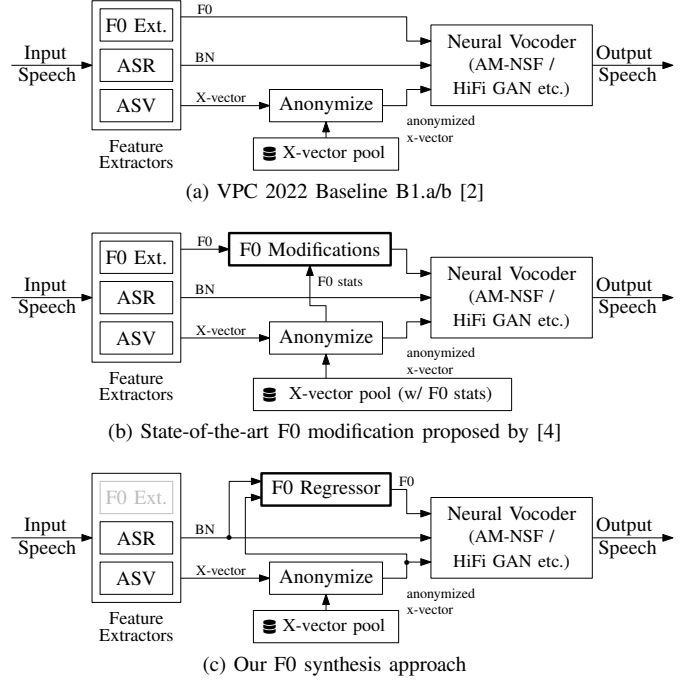 F0 Ext.
ASR
ASV
Feature
Extractors
Input
Speech
F0
BN
X-vector
Anonymize
X-vector pool
anonymized
x-vector
Neural Vocoder
(AM-NSF /
HiFi GAN etc.)
Output
Speech
(a) VPC 2022 Baseline B1.a/b [2]
F0 Ext.
ASR
ASV
Feature
Extractors
Input
Speech
F0
BN
X-vector
F0 Modifications
F0 stats
Anonymize
X-vector pool (w/ F0 stats)
anonymized
x-vector
Neural Vocoder
(AM-NSF /
HiFi GAN etc.)
Output
Speech
(b) State-of-the-art F0 modification proposed by [4]
F0 Ext.
ASR
ASV
Feature
Extractors
Input
Speech
BN
X-vector
F0 Regressor
F0
Anonymize
X-vector pool
anonymized
x-vector
Neural Vocoder
(AM-NSF /
HiFi GAN etc.)
Output
Speech
(c) Our F0 synthesis approach